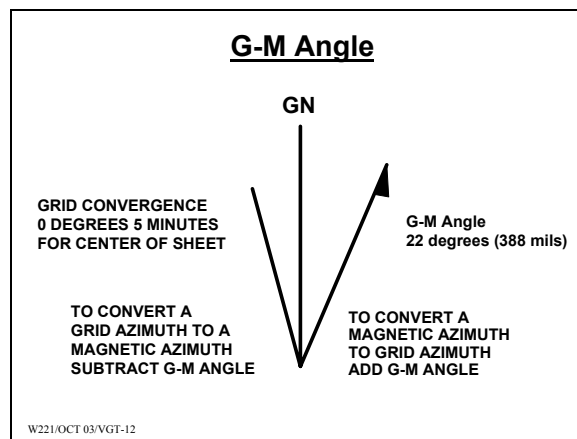 G-M Angle
GN
GRID CONVERGENCE
0 DEGREES 5 MINUTES
FOR CENTER OF SHEET
G-M Angle
22 degrees (388 mils)
TO CONVERT A
GRID AZIMUTH TO A
MAGNETIC AZIMUTH
SUBTRACT G-M ANGLE
TO CONVERT A
MAGNETIC AZIMUTH
TO GRID AZIMUTH
ADD G-M ANGLE
W221/OCT 03/VGT-12